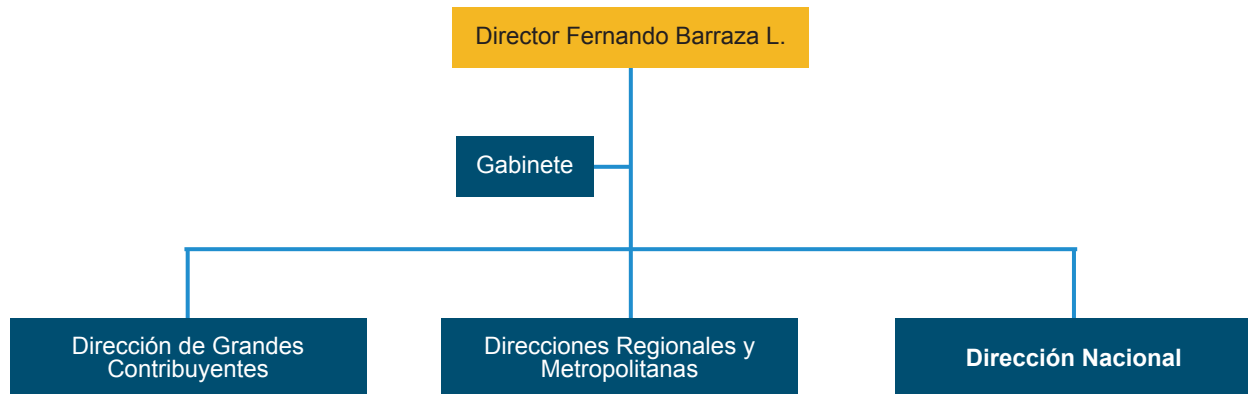 Director Fernando Barraza L.
Gabinete
Dirección de Grandes
Contribuyentes
Direcciones Regionales y
Metropolitanas
Dirección Nacional